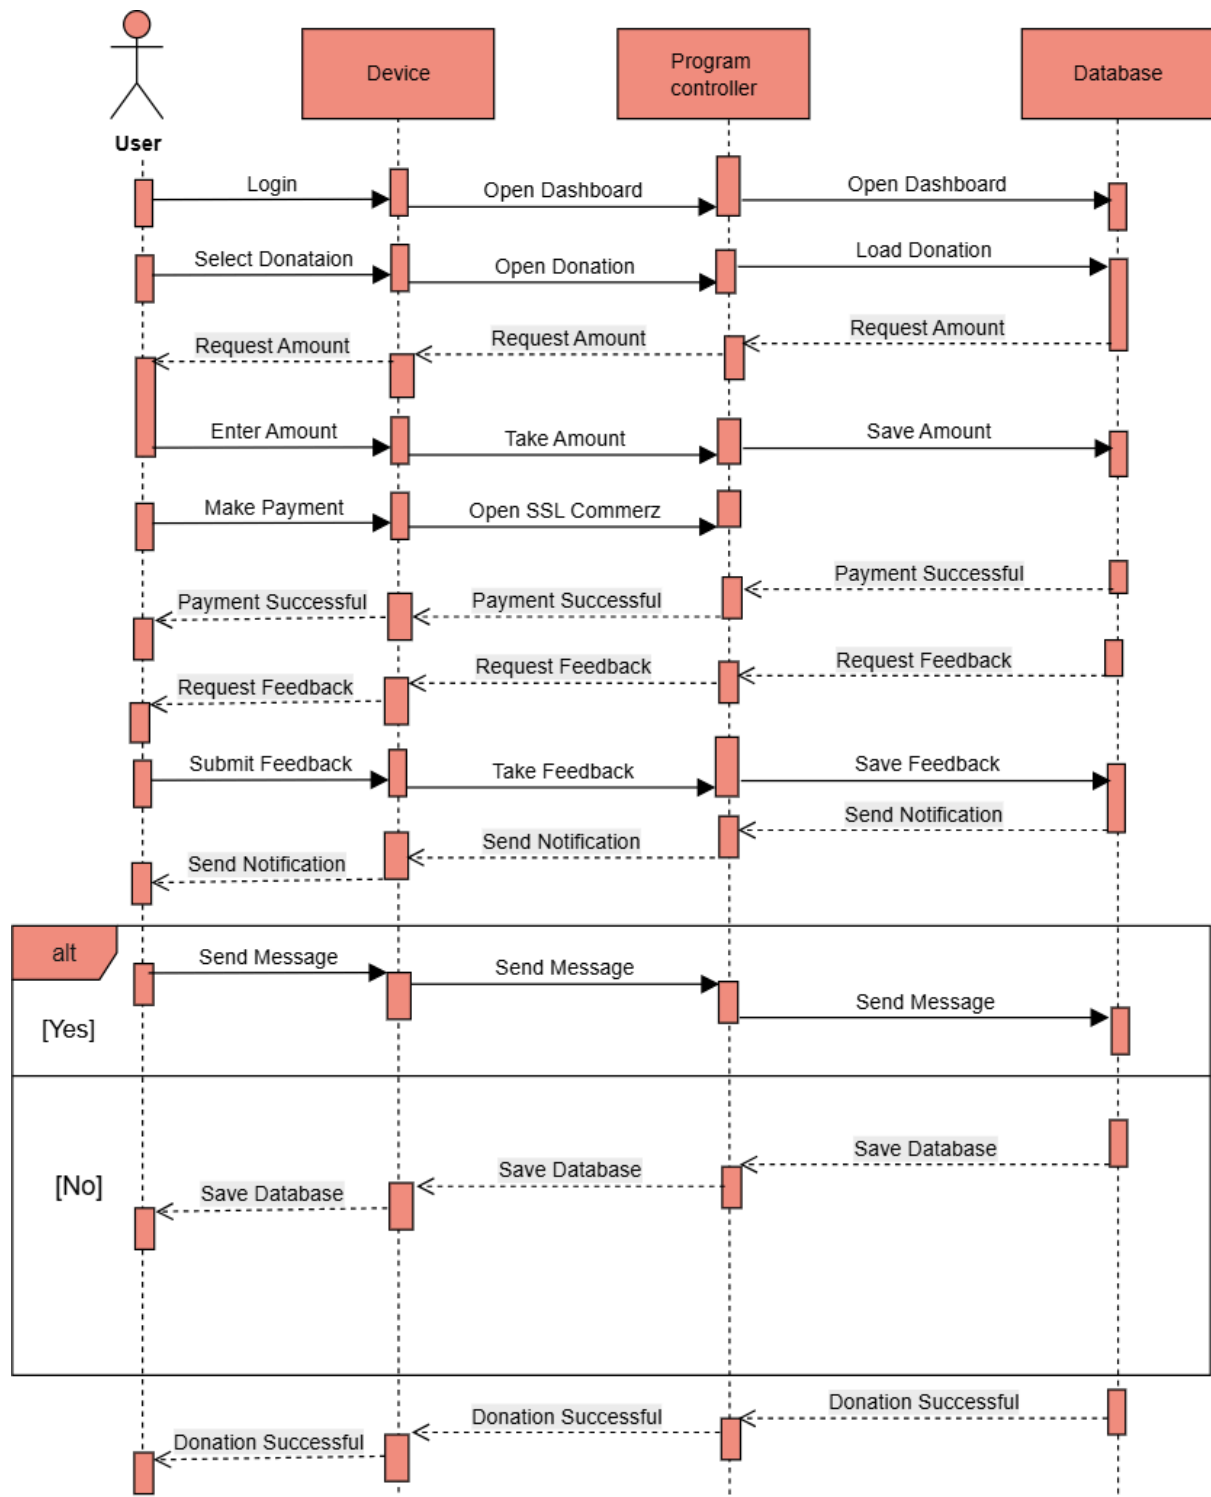 Device
Program
controller
Database
User
Login
Open Dashboard
Open Dashboard
Select Donataion
Open Donation
Load Donation
Request Amount
Request Amount
Request Amount
Enter Amount
Take Amount
Save Amount
Make Payment
Open SSL Commerz
Payment Successful
Payment Successful
Payment Successful
Request Feedback
Request Feedback
Request Feedback
Submit Feedback
Take Feedback
Save Feedback
Send Notification
Send Notification
Send Notification
alt
Send Message
Send Message
Send Message
[Yes]
Save Database
Save Database
Save Database
[No]
Donation Successful
Donation Successful
Donation Successful